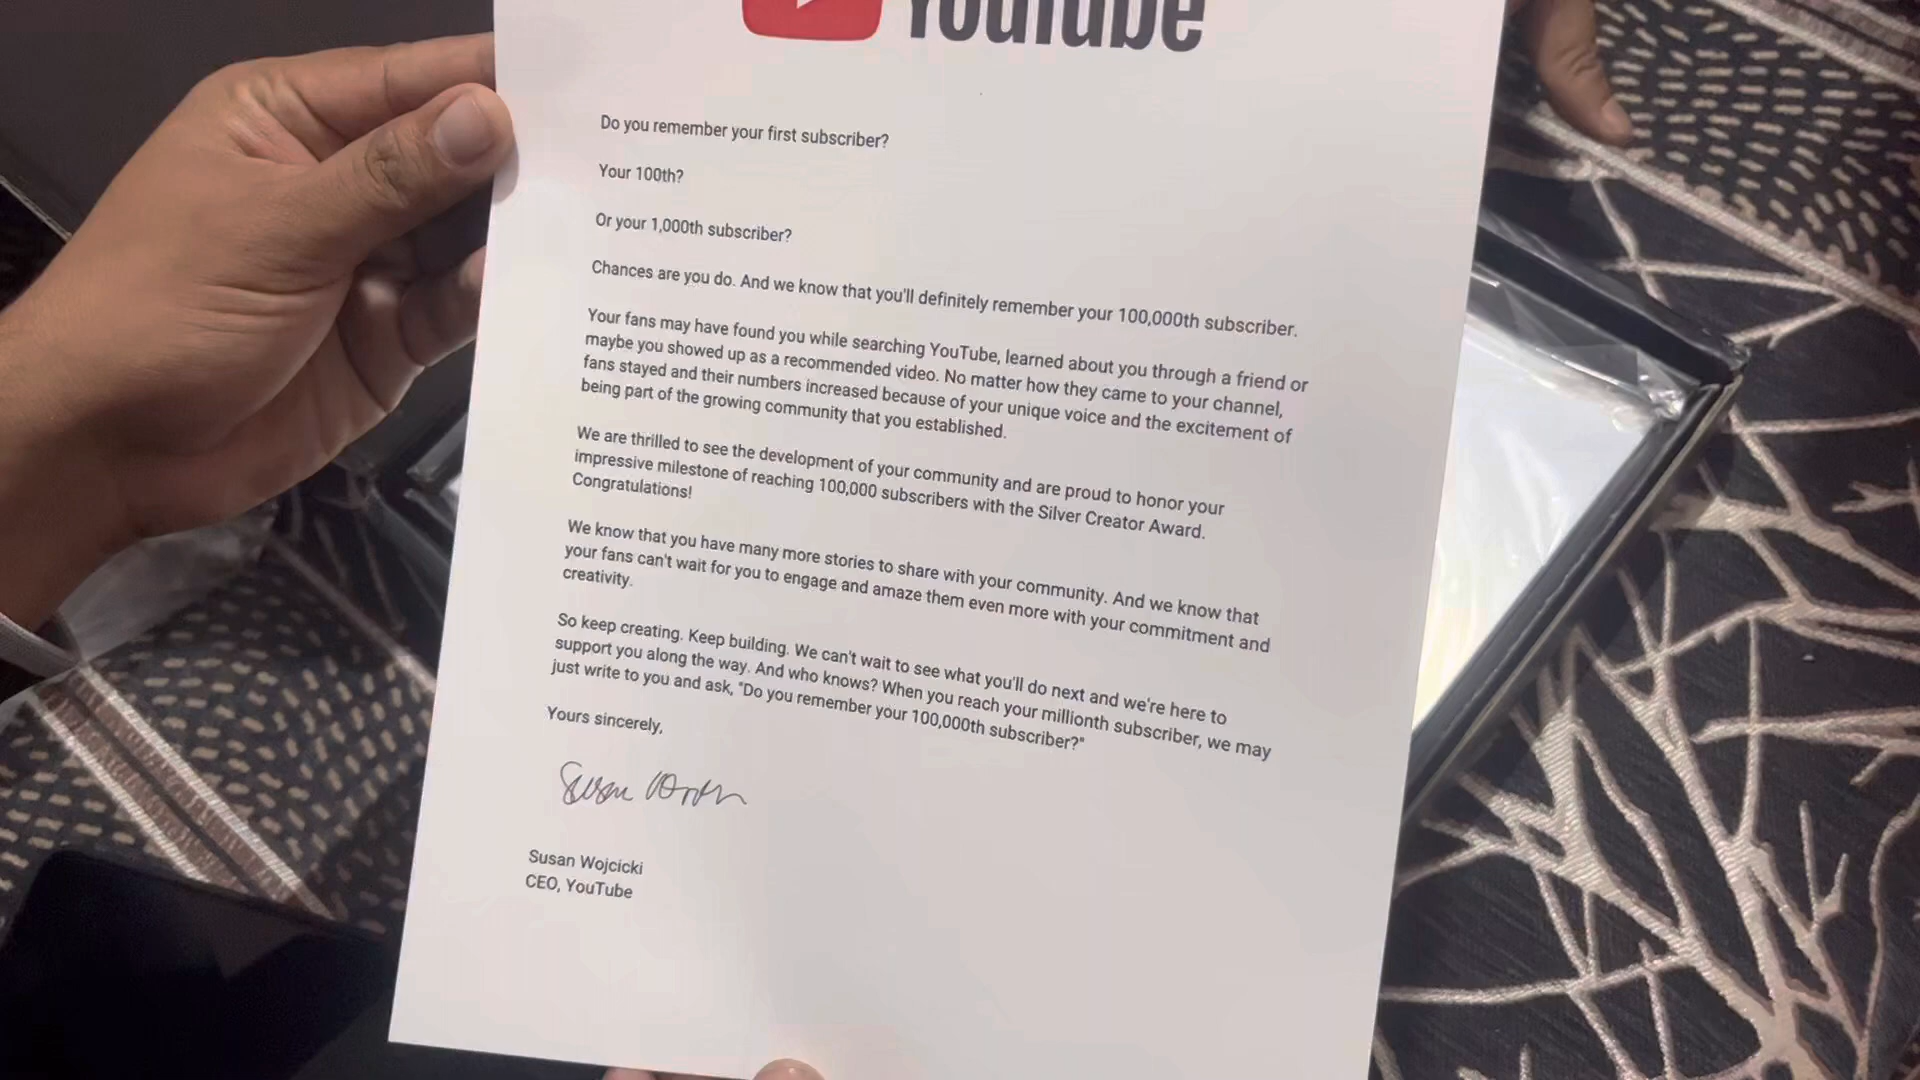 YouTube
Do you remember your first subscriber?
Your 100th?
Or your 1,000th subscriber?
Chances are you do. And we know that you'll definitely remember your 100,000th subscriber.
Your fans may have found you while searching YouTube, learned about you through a friend or
maybe you showed up as a recommended video. No matter how they came to your channel,
fans stayed and their numbers increased because of your unique voice and the excitement of
being part of the growing community that you established.
We are thrilled to see the development of your community and are proud to honor your
impressive milestone of reaching 100,000 subscribers with the Silver Creator Award.
Congratulations!
We know that you have many more stories to share with your community. And we know that
your fans can't wait for you to engage and amaze them even more with your commitment and
creativity.
So keep creating. Keep building. We can't wait to see what you'll do next and we're here to
support you along the way. And who knows? When you reach your millionth subscriber, we may
just write to you and ask, "Do you remember your 100,000th subscriber?"
Yours sincerely,
Susan Wojcicki
CEO, YouTube